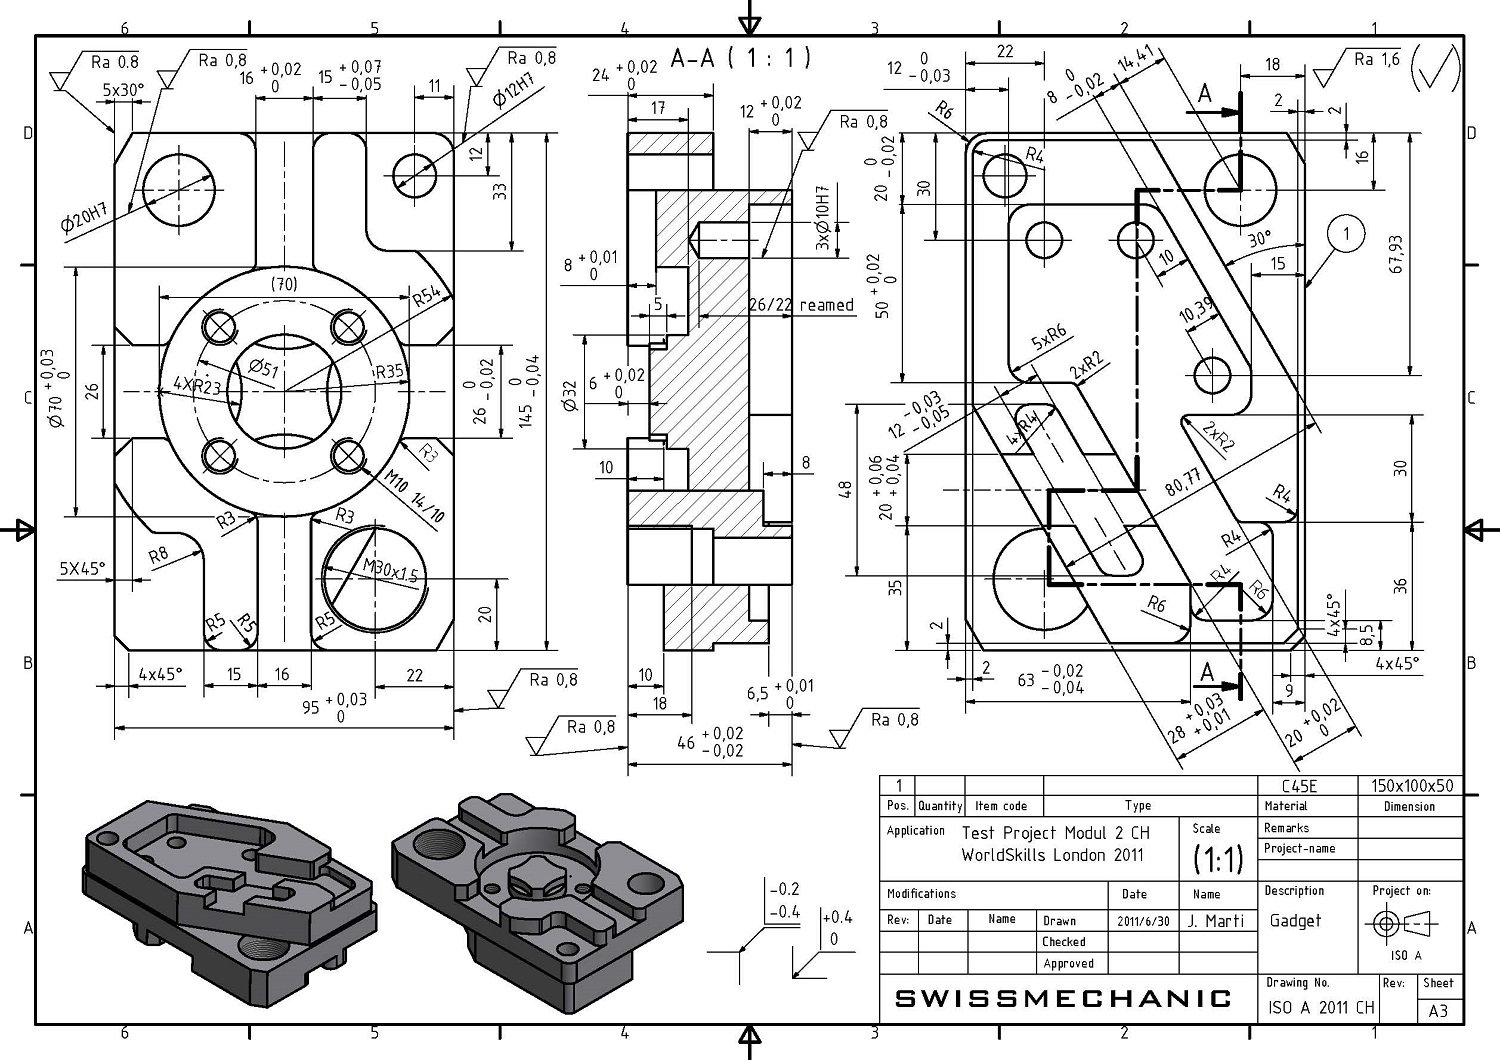 6 5 4 3 2 1
D C B A
A-A ( 1 : 1 )
Ra 0.8
Ra 0,8
Ra 0,8
5x30°
16 +0,02 0
15 +0,07 -0,05
11
Ø12H7
Ø20H7
12
33
(70)
R54
Ø70 +0,03 0
26
Ø51
4XR23
R35
26 0 -0,02
145 0 -0,04
R3
M10 14/10
R3
R3
R8
5X45°
M30x1.5
R5
R5
R5
20
4x45°
15
16
22
95 +0,03 0
Ra 0,8
24 +0,02 0
17
12 +0,02 0
Ra 0,8
3xØ10H7
8 +0,01 0
5
26/22 reamed
Ø32
6 +0,02 0
10
8
10
18
6,5 +0,01 0
46 +0,02 -0,02
Ra 0,8
Ra 0,8
12 0 -0,03
22
8 0 -0,02
14,41
18
A
Ra 1,6
2
2
R6
R4
20 0 -0,02
30
16
30°
1
67,93
10
15
50 +0,02 0
10,39
5xR6
2xR2
12 -0,03 -0,05
4xR4
2xR2
48
20 +0,06 +0,04
80,77
30
R4
R4
R4
R6
R6
35
36
2
4x45°
8,5
4x45°
2
63 -0,02 -0,04
A
9
28 +0,03 +0,01
20 +0,02 0
-0.2
-0.4
+0.4
0
1 C45E 150x100x50
Pos. Quantity Item code Type Material Dimension
Application Test Project Modul 2 CH
WorldSkills London 2011
Scale
(1:1)
Remarks
Project-name
Modifications Date Name
Description
Gadget
Project on:
ISO A
Rev: Date Name Drawn 2011/6/30 J. Marti
Checked
Approved
SWISSMECHANIC
Drawing No. Rev: Sheet
ISO A 2011 CH A3
6 5 4 3 2 1